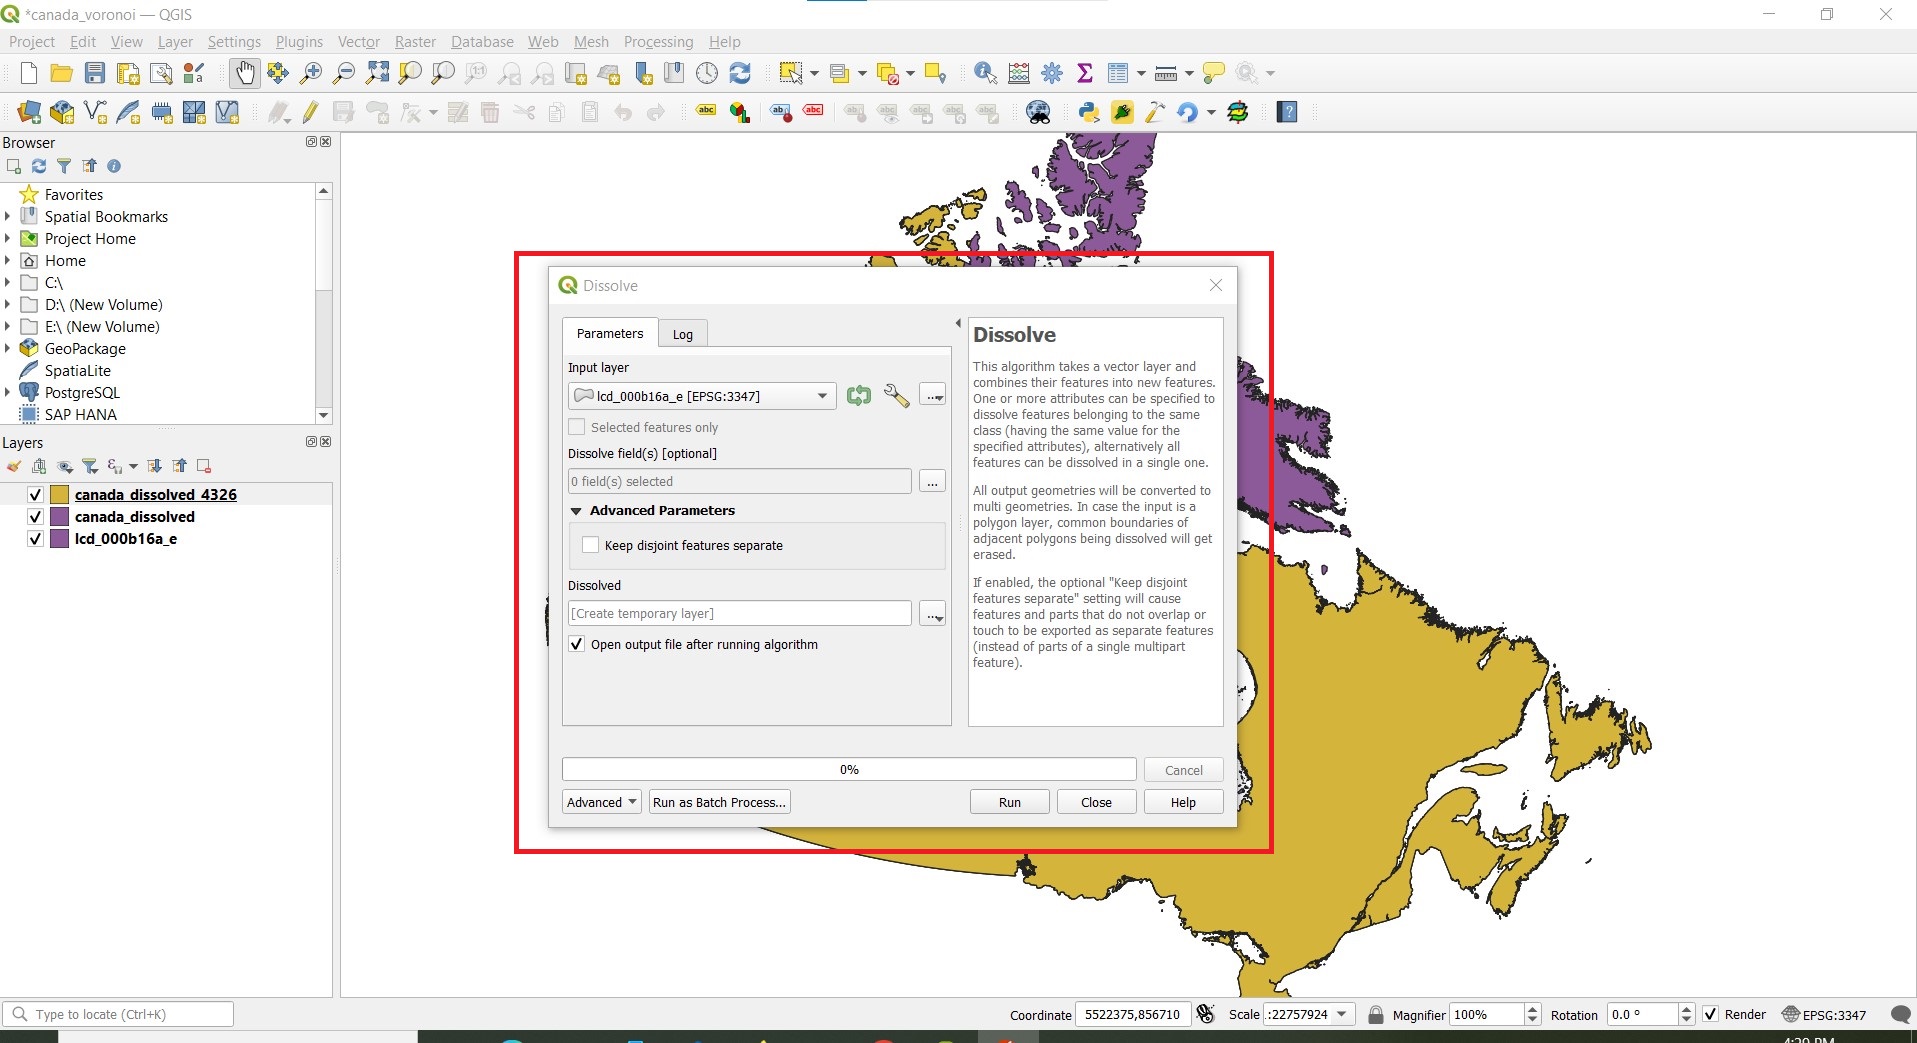 *canada_voronoi — QGIS
Project Edit View Layer Settings Plugins Vector Raster Database Web Mesh Processing Help
abc abc abc
Browser
Favorites
Spatial Bookmarks
Project Home
Home
C:\
D:\ (New Volume)
E:\ (New Volume)
GeoPackage
SpatiaLite
PostgreSQL
SAP HANA
Layers
canada_dissolved_4326
canada_dissolved
lcd_000b16a_e
Dissolve
Parameters Log
Input layer
lcd_000b16a_e [EPSG:3347]
Selected features only
Dissolve field(s) [optional]
0 field(s) selected
Advanced Parameters
Keep disjoint features separate
Dissolved
[Create temporary layer]
Open output file after running algorithm
Dissolve
This algorithm takes a vector layer and
combines their features into new features.
One or more attributes can be specified to
dissolve features belonging to the same
class (having the same value for the
specified attributes), alternatively all
features can be dissolved in a single one.
All output geometries will be converted to
multi geometries. In case the input is a
polygon layer, common boundaries of
adjacent polygons being dissolved will get
erased.
If enabled, the optional "Keep disjoint
features separate" setting will cause
features and parts that do not overlap or
touch to be exported as separate features
(instead of parts of a single multipart
feature).
0% Cancel
Advanced Run as Batch Process... Run Close Help
Type to locate (Ctrl+K) Coordinate 5522375,856710 Scale :22757924 Magnifier 100% Rotation 0.0 ° Render EPSG:3347